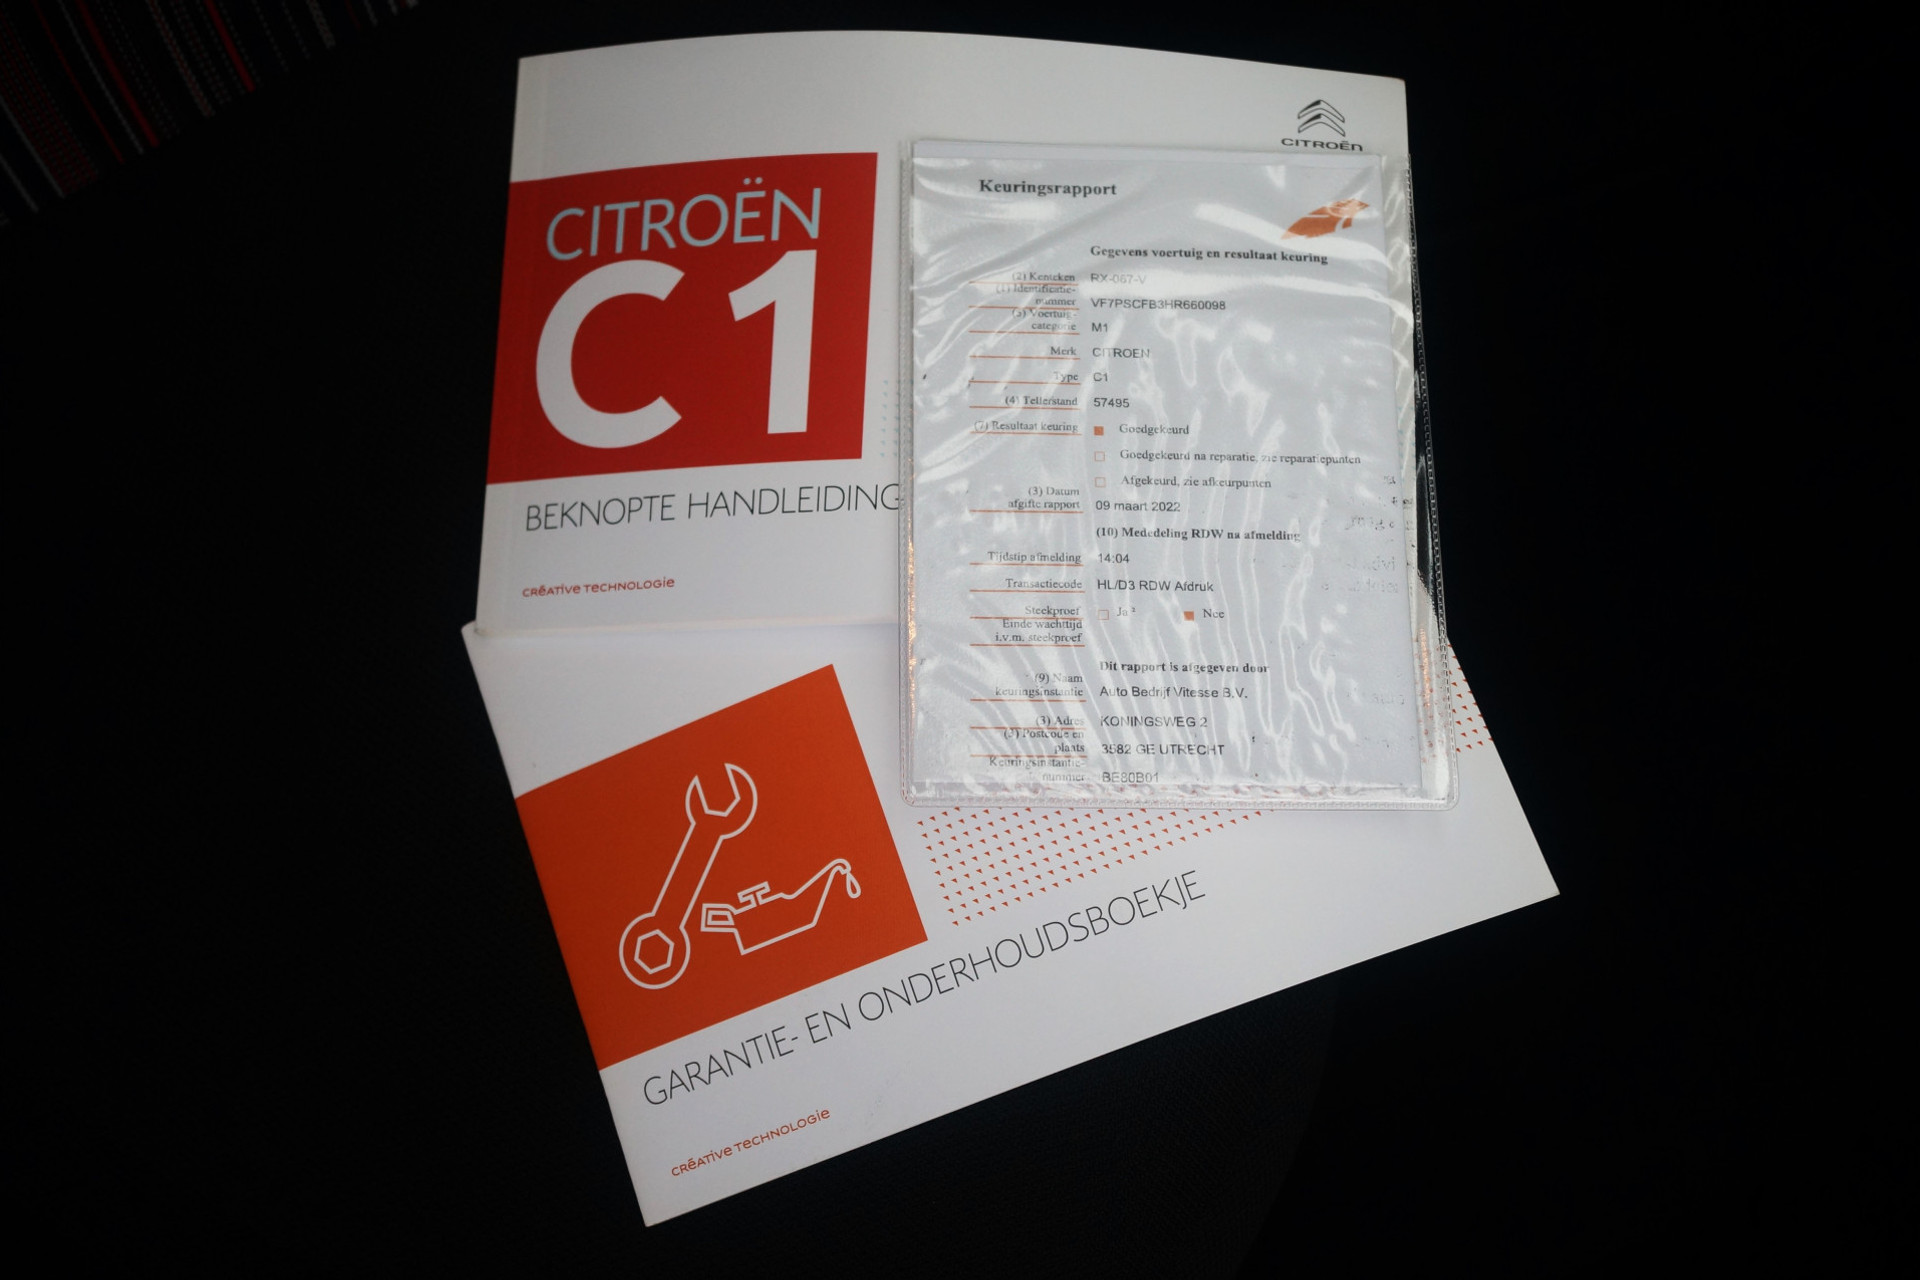 CITROËN
CITROËN
C1
BEKNOPTE HANDLEIDING
CRÉATIVE TECHNOLOGIE
Keuringsrapport
Gegevens voertuig en resultaat keuring
(2) Kenteken RX-067-V
(1) Identificatie-
nummer VF7PSCFB3HR660098
(5) Voertuig-
categorie M1
Merk CITROEN
Type C1
(4) Tellerstand 57495
(7) Resultaat keuring Goedgekeurd
Goedgekeurd na reparatie, zie reparatiepunten
Afgekeurd, zie afkeurpunten
(3) Datum
afgifte rapport 09 maart 2022
(10) Mededeling RDW na afmelding
Tijdstip afmelding 14:04
Transactiecode HL/D3 RDW Afdruk
Steekproef Ja ² Nee
Einde wachttijd
i.v.m. steekproef
Dit rapport is afgegeven door
(9) Naam
keuringsinstantie Auto Bedrijf Vitesse B.V.
(3) Adres KONINGSWEG 2
(3) Postcode en
plaats 3582 GE UTRECHT
Keuringsinstantie-
nummer BE80B01
GARANTIE- EN ONDERHOUDSBOEKJE
CRÉATIVE TECHNOLOGIE